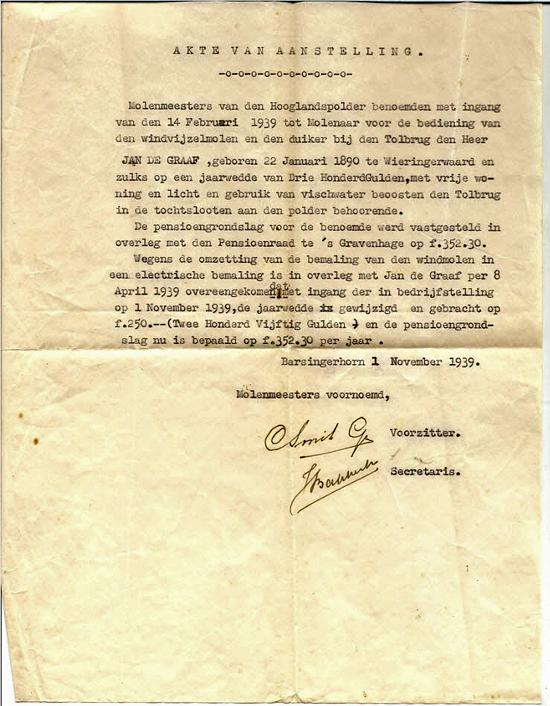 AKTE VAN AANSTELLING.
-o-o-o-o-o-o-o-o-o-
Molenmeesters van den Hooglandspolder benoemden met ingang
van den 14 Februari 1939 tot Molenaar voor de bediening van
den windvijzelmolen en den duiker bij den Tolbrug den Heer
JAN DE GRAAF ,geboren 22 Januari 1890 te Wieringerwaard en
zulks op een jaarwedde van Drie HonderdGulden,met vrije wo-
ning en licht en gebruik van vischwater beoosten den Tolbrug
in de tochtslooten aan den polder behoorende.
De pensioengrondslag voor de benoemde werd vastgesteld in
overleg met den Pensioenraad te 's Gravenhage op f.352.30.
Wegens de omzetting van de bemaling van den windmolen in
een electrische bemaling is in overleg met Jan de Graaf per 8
dat
April 1939 overeengekomen met ingang der in bedrijfstelling
op 1 November 1939,de jaarwedde is gewijzigd en gebracht op
f.250.--(Twee Honderd Vijftig Gulden ) en de pensioengrond-
slag nu is bepaald op f.352.30 per jaar .
Barsingerhorn 1 November 1939.
Molenmeesters voornoemd,
C Smit Voorzitter.
Secretaris.